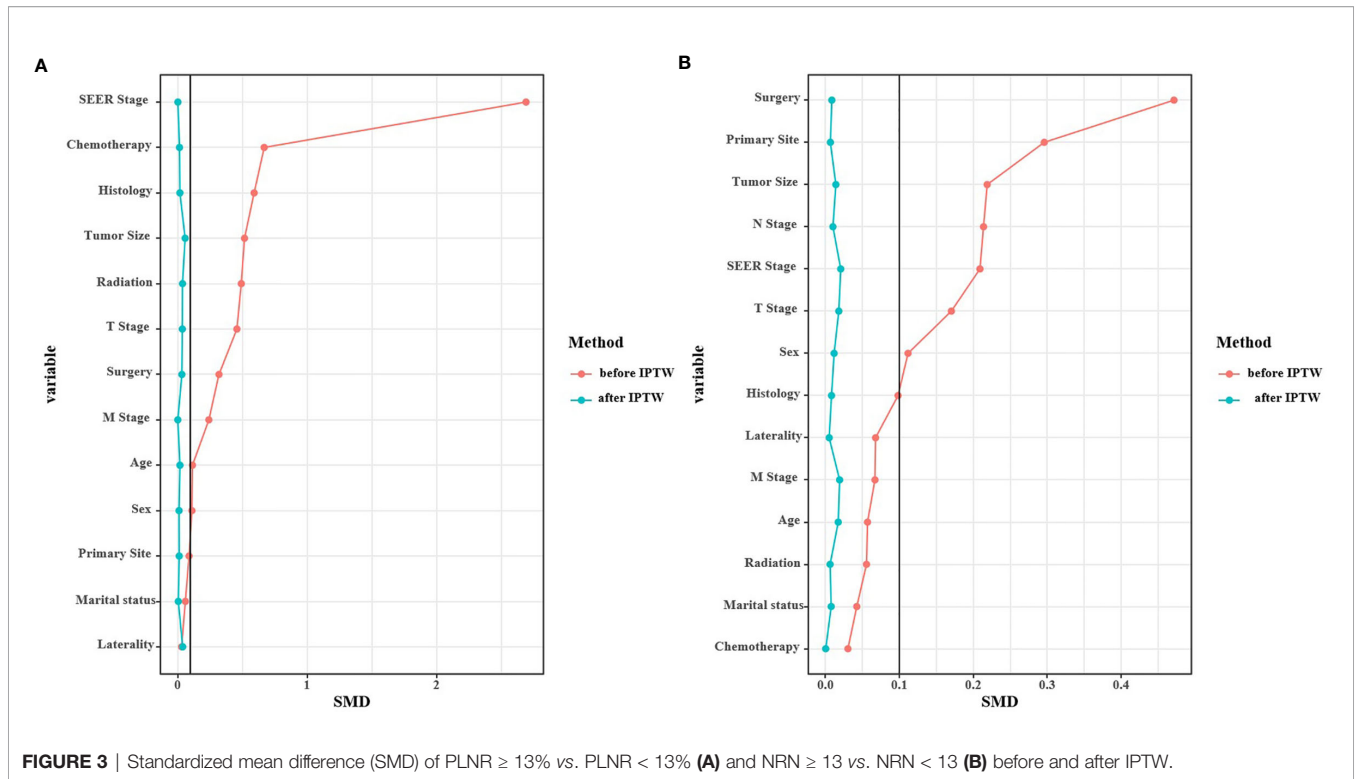 A
SEER Stage
Chemotherapy
Histology
Tumor Size
Radiation
T Stage
Surgery
M Stage
Age
Sex
Primary Site
Marital status
Laterality
variable
0
1
2
SMD
Method
before IPTW
after IPTW
B
Surgery
Primary Site
Tumor Size
N Stage
SEER Stage
T Stage
Sex
Histology
Laterality
M Stage
Age
Radiation
Marital status
Chemotherapy
variable
0.0
0.1
0.2
0.3
0.4
SMD
Method
before IPTW
after IPTW
FIGURE 3 | Standardized mean difference (SMD) of PLNR ≥ 13% vs. PLNR < 13% (A) and NRN ≥ 13 vs. NRN < 13 (B) before and after IPTW.